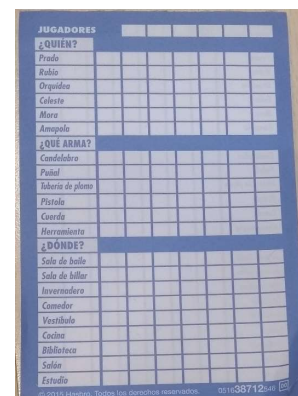 JUGADORES
¿QUIÉN?
Prado
Rubio
Orquídea
Celeste
Mora
Amapola
¿QUÉ ARMA?
Candelabro
Puñal
Tubería de plomo
Pistola
Cuerda
Herramienta
¿DÓNDE?
Sala de baile
Sala de billar
Invernadero
Comedor
Vestíbulo
Cocina
Biblioteca
Salón
Estudio
© 2015 Hasbro. Todos los derechos reservados. 051638712840